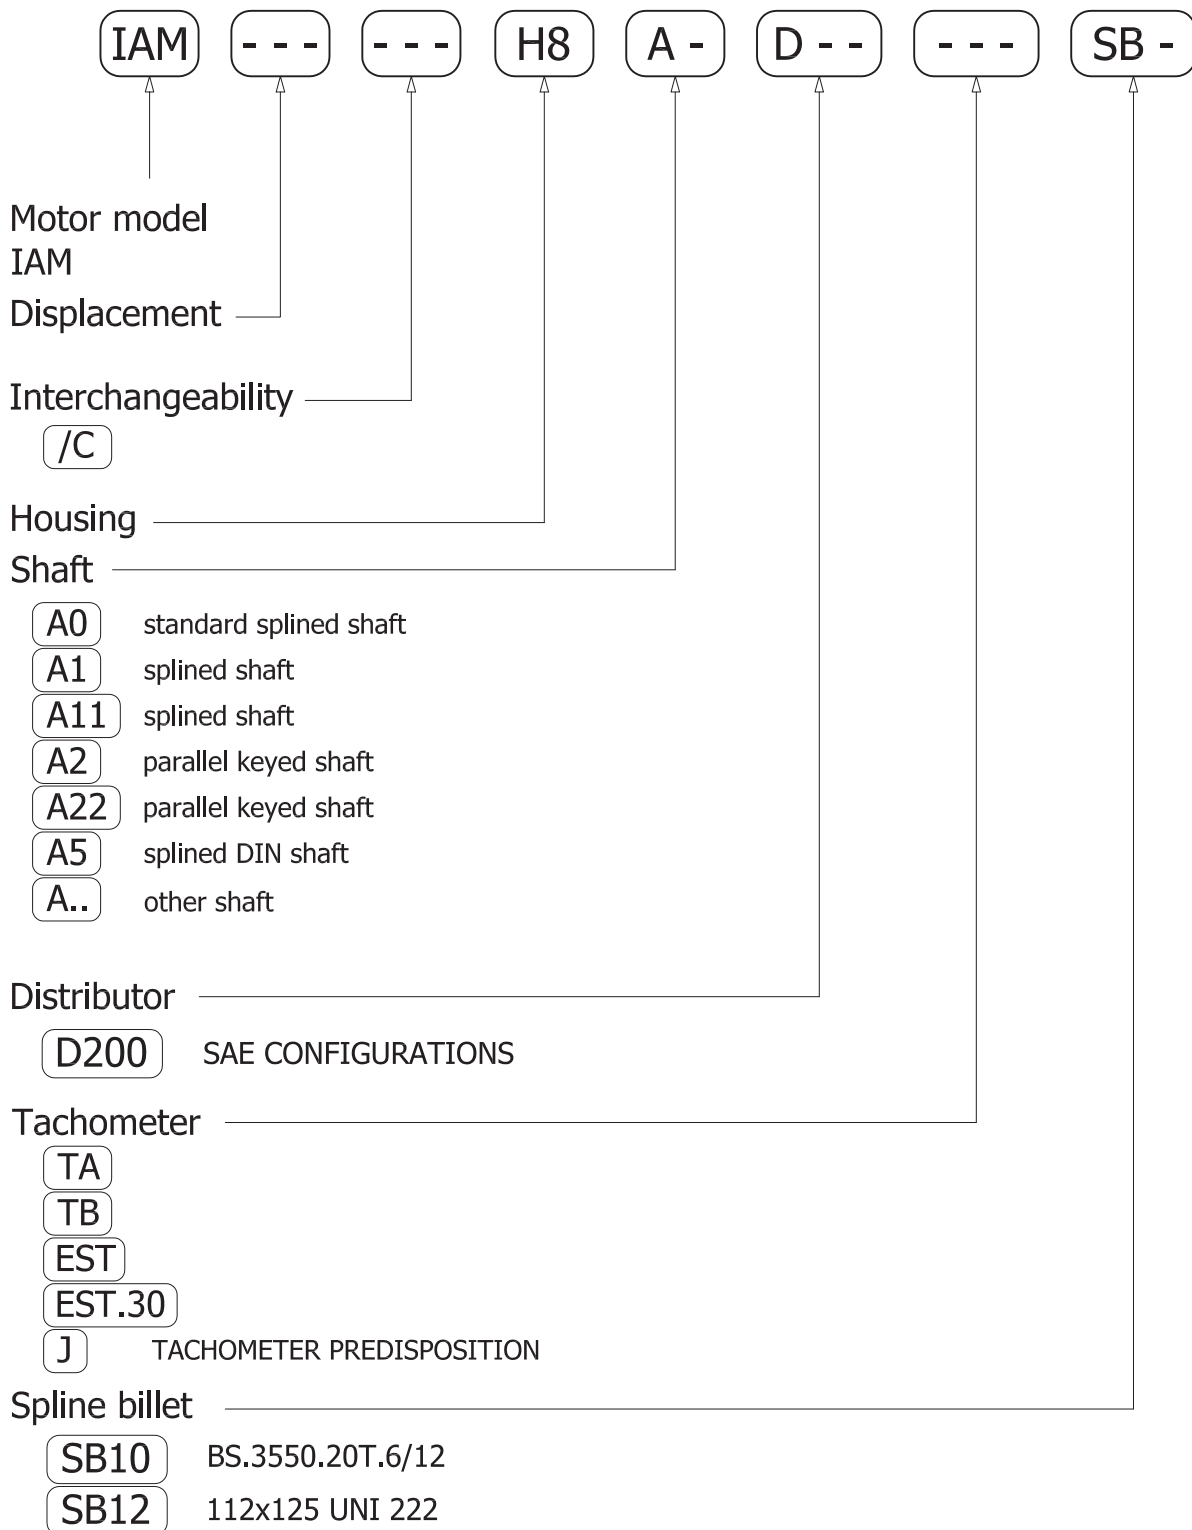 IAM - - - - - - H8 A - D - - - - - SB -
Motor model
IAM
Displacement
Interchangeability
/C
Housing
Shaft
A0 standard splined shaft
A1 splined shaft
A11 splined shaft
A2 parallel keyed shaft
A22 parallel keyed shaft
A5 splined DIN shaft
A.. other shaft
Distributor
D200 SAE CONFIGURATIONS
Tachometer
TA
TB
EST
EST.30
J TACHOMETER PREDISPOSITION
Spline billet
SB10 BS.3550.20T.6/12
SB12 112x125 UNI 222